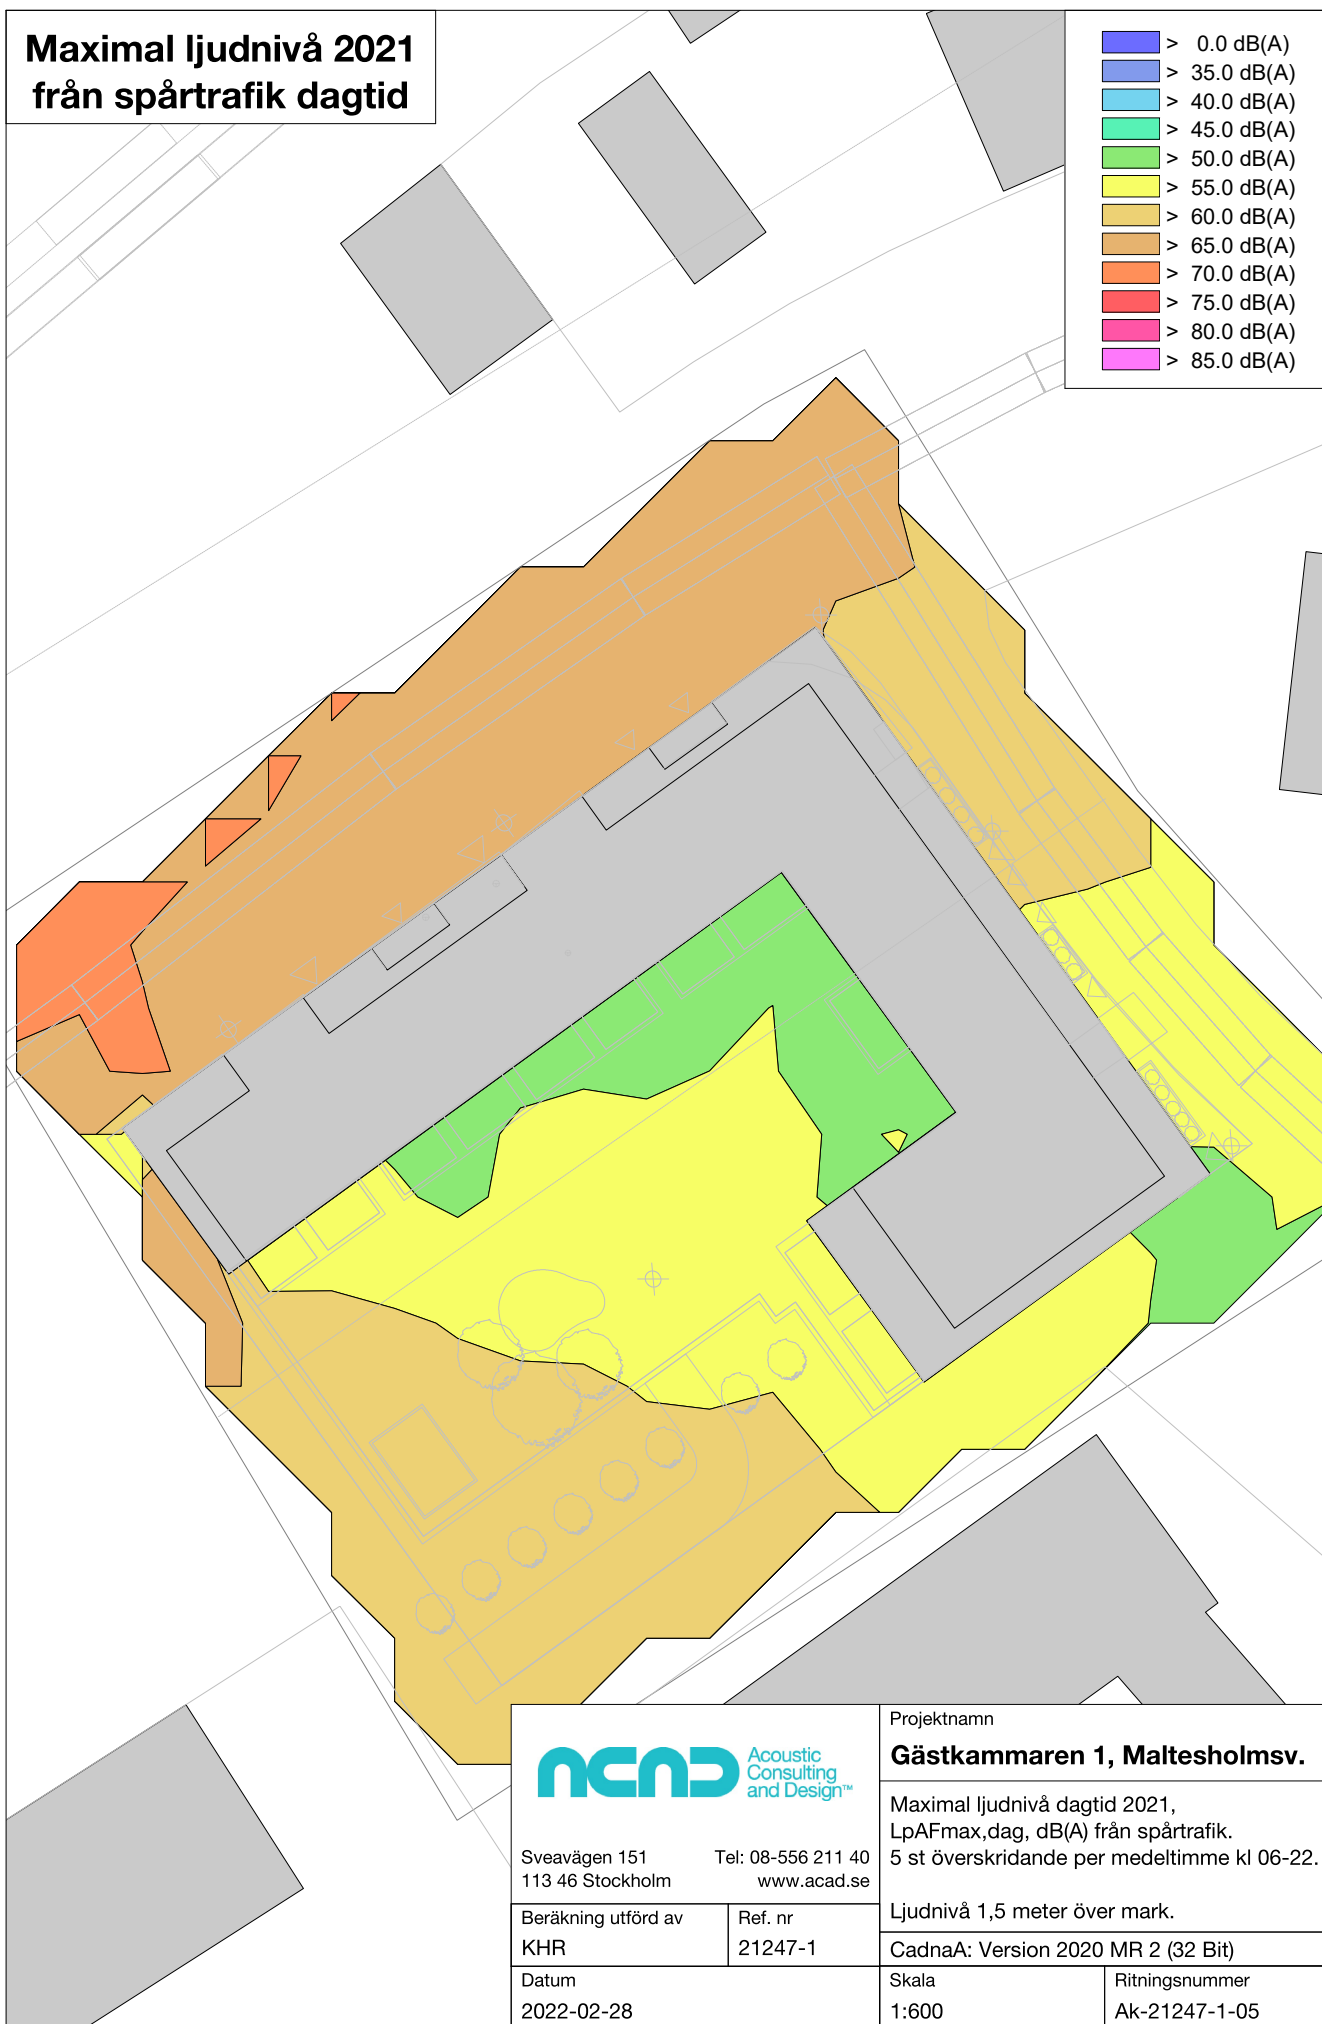 Maximal ljudnivå 2021
från spårtrafik dagtid
> 0.0 dB(A)
> 35.0 dB(A)
> 40.0 dB(A)
> 45.0 dB(A)
> 50.0 dB(A)
> 55.0 dB(A)
> 60.0 dB(A)
> 65.0 dB(A)
> 70.0 dB(A)
> 75.0 dB(A)
> 80.0 dB(A)
> 85.0 dB(A)
ACAD
Acoustic
Consulting
and Design™
Sveavägen 151 Tel: 08-556 211 40
113 46 Stockholm www.acad.se
Beräkning utförd av
KHR
Ref. nr
21247-1
Datum
2022-02-28
Projektnamn
Gästkammaren 1, Maltesholmsv.
Maximal ljudnivå dagtid 2021,
LpAFmax,dag, dB(A) från spårtrafik.
5 st överskridande per medeltimme kl 06-22.
Ljudnivå 1,5 meter över mark.
CadnaA: Version 2020 MR 2 (32 Bit)
Skala
1:600
Ritningsnummer
Ak-21247-1-05